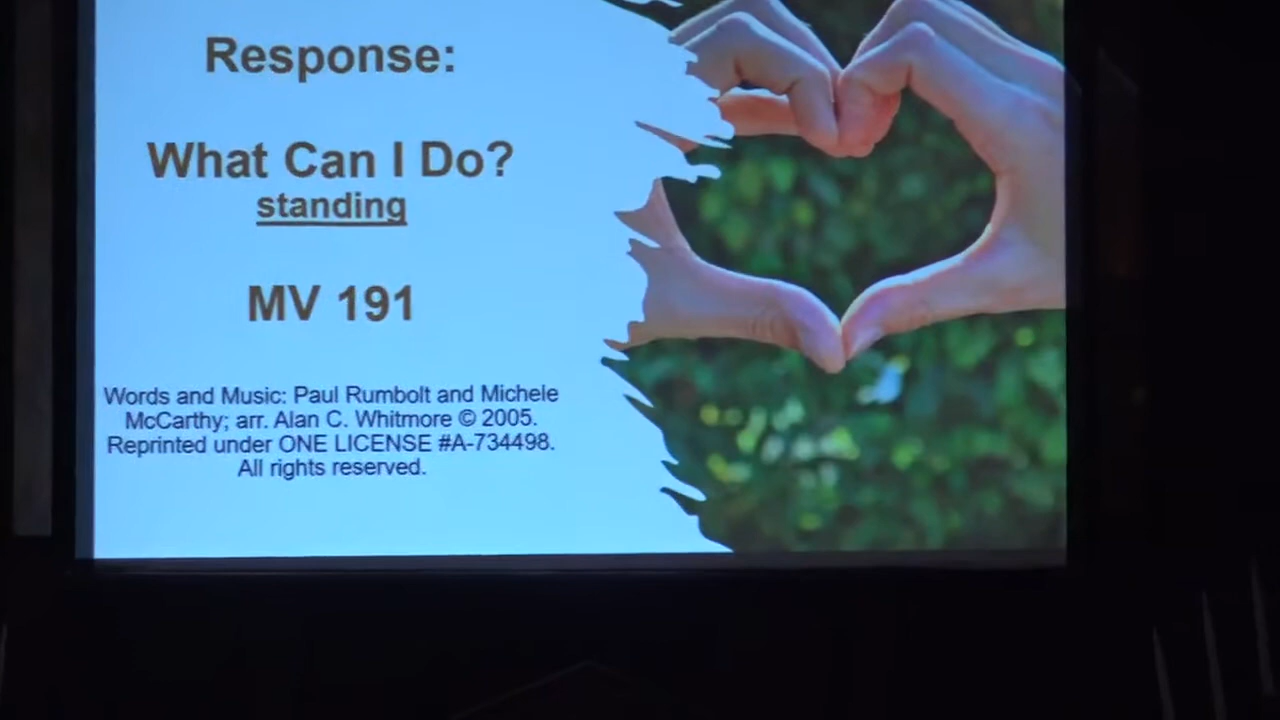 Response:
What Can I Do?
standing
MV 191
Words and Music: Paul Rumbolt and Michele
McCarthy; arr. Alan C. Whitmore © 2005.
Reprinted under ONE LICENSE #A-734498.
All rights reserved.